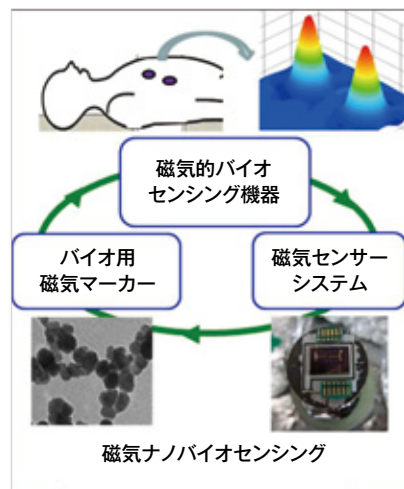 磁気的バイオ
センシング機器
バイオ用
磁気マーカー
磁気センサー
システム
磁気ナノバイオセンシング